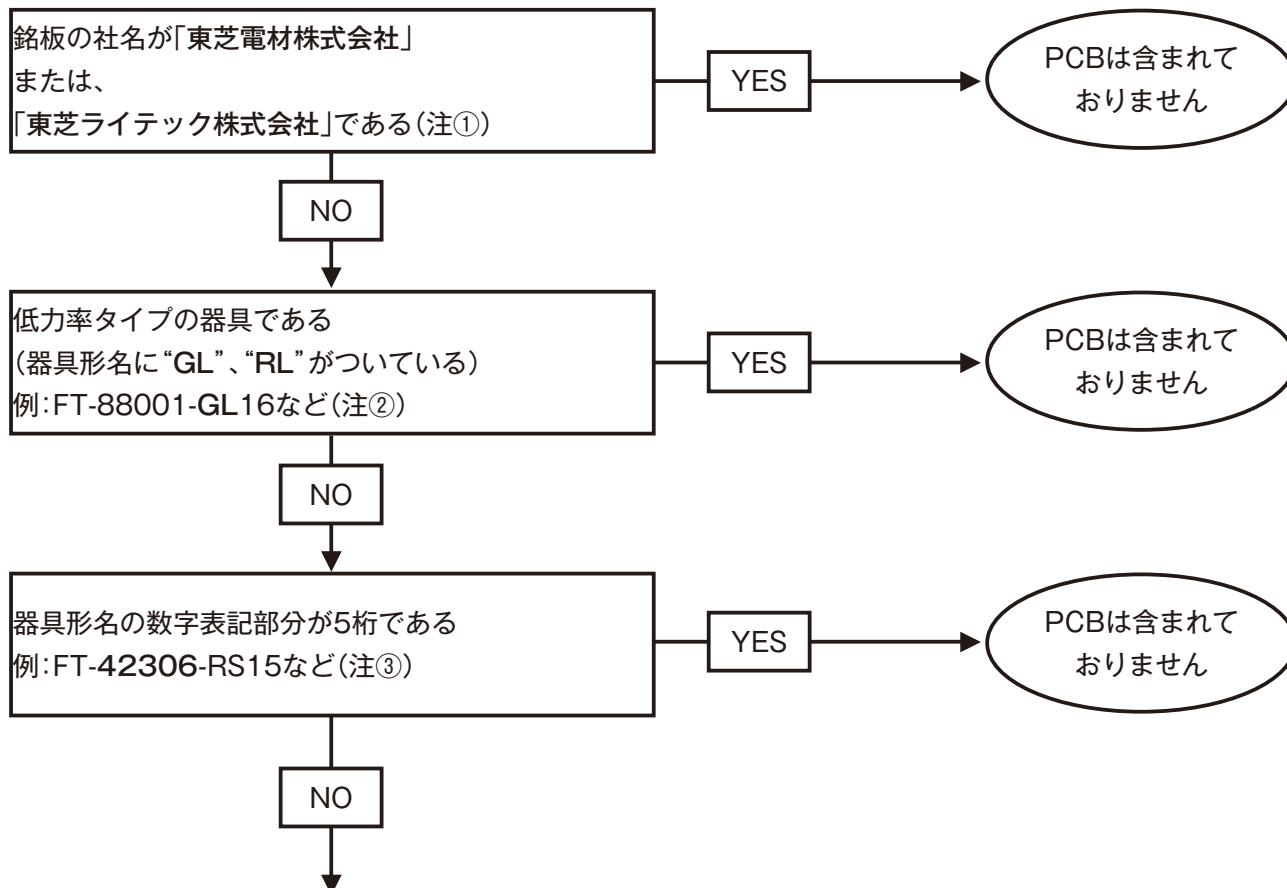 銘板の社名が「東芝電材株式会社」
または、
「東芝ライテック株式会社」である(注①)
YES
PCBは含まれて
おりません
NO
低力率タイプの器具である
(器具形名に“GL”、“RL”がついている)
例:FT-88001-GL16など(注②)
YES
PCBは含まれて
おりません
NO
器具形名の数字表記部分が5桁である
例:FT-42306-RS15など(注③)
YES
PCBは含まれて
おりません
NO